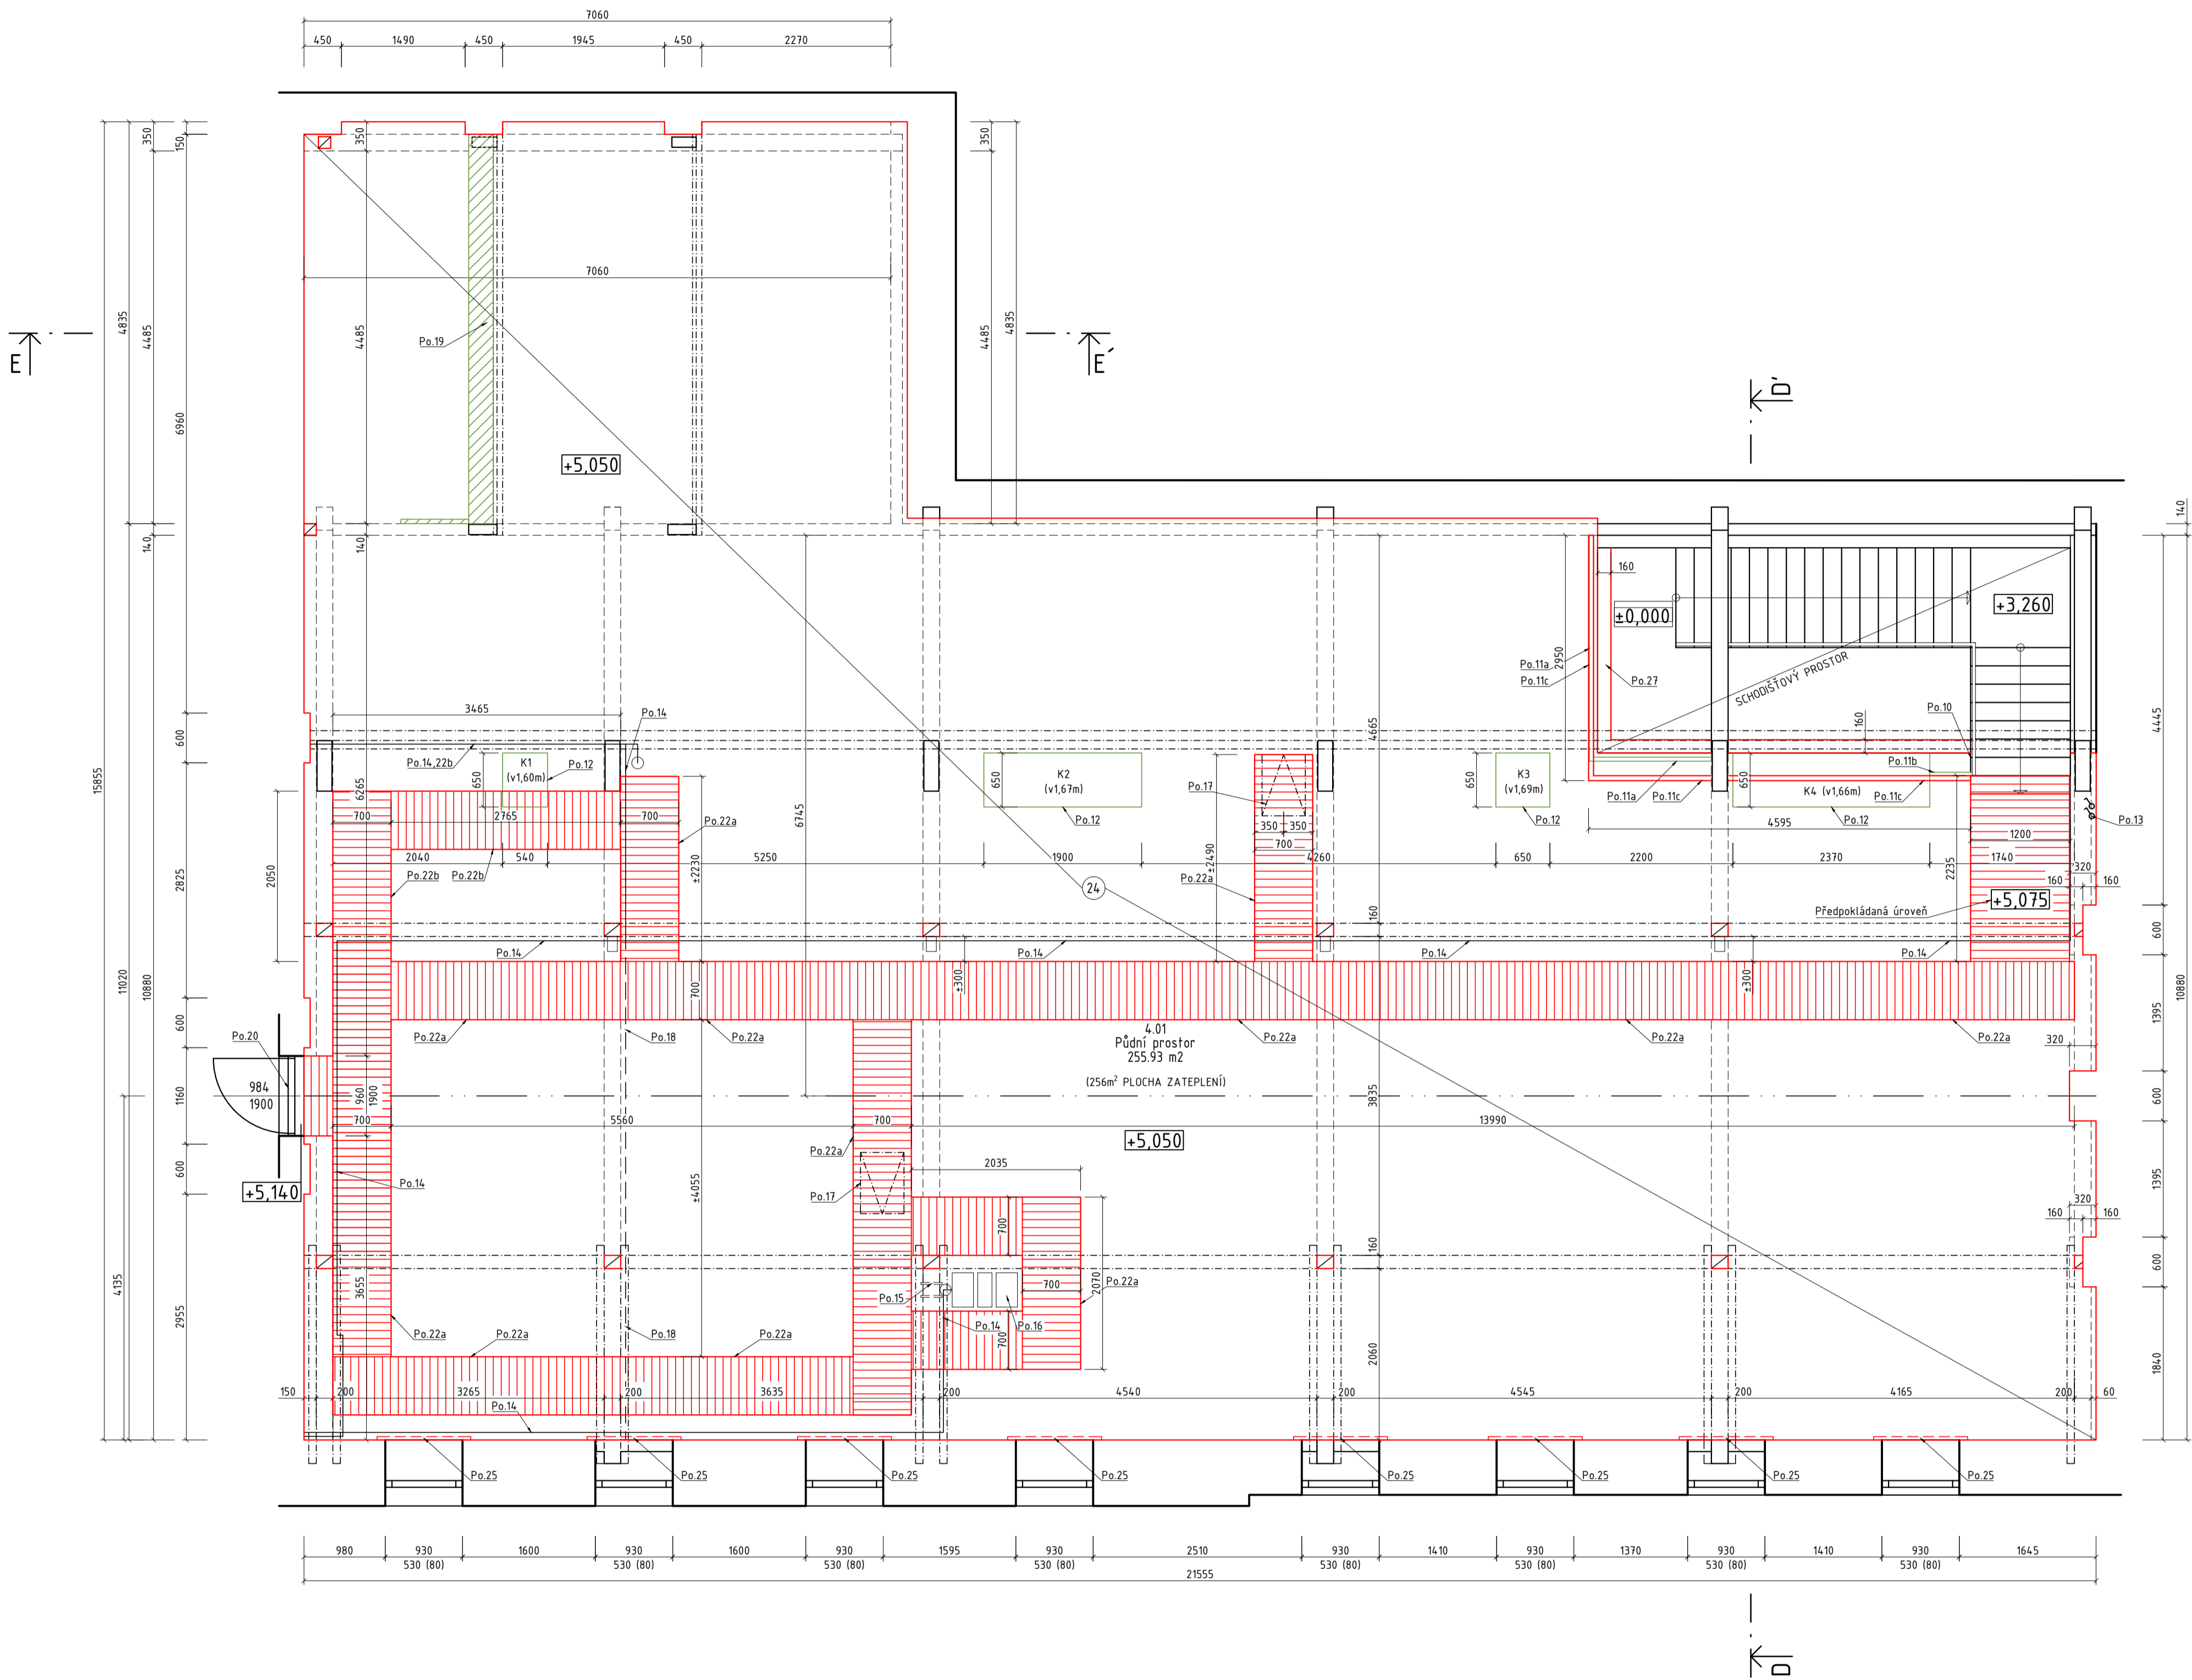 7060
450 1490 450 1945 450 2270
350 150 350 350
7060
4835 4485 4485 4485 4835
Po.19
E E´
D`
6960
+5,050
140 140 140
160
±0,000 +3,260
2950
Po.11a
Po.11c
Po.27
SCHODIŠŤOVÝ PROSTOR
Po.10
160
4445
3465
Po.14
600
4665
Po.14,22b
K1
(v1,60m)
Po.12
650
K2
(v1,67m)
650
Po.12
Po.17
K3
(v1,69m)
650
Po.12
Po.11b
Po.11a Po.11c
650
K4 (v1,66m)
Po.11c
Po.12
Po.13
15855
6265
6745
700 2765 700
Po.22a
350 350
700
4595
1200
2040 540 5250 1900 4260 650 2200 2370 1740
320
2050
2825
Po.22b Po.22b
±2230
±2490
Po.22a
24
2235
160 160
+5,075
Předpokládaná úroveň
160
600
Po.14 Po.14 Po.14 Po.14
±300 ±300
11020
10880
10880
700
1395
600
Po.20
Po.22a Po.18 Po.22a
4.01
Půdní prostor
255.93 m2
(256m² PLOCHA ZATEPLENÍ)
Po.22a Po.22a Po.22a
320
984
1900
960
1900
1160
3835
600
700 5560 700 13990
+5,050
Po.22a
2035
600
+5,140
Po.14
±4055
Po.17
1395
320
160 160
700
160
600
4135
2955
3655
Po.15
700
2070
Po.22a
Po.22a Po.22a Po.18 Po.22a
Po.14 Po.16
700
2060
1840
150 200 3265 200 3635 200 4540 200 4545 200 4165 200 60
Po.14
Po.25 Po.25 Po.25 Po.25 Po.25 Po.25 Po.25 Po.25
980 930 1600 930 1600 930 1595 930 2510 930 1410 930 1370 930 1410 930 1645
530 (80) 530 (80) 530 (80) 530 (80) 530 (80) 530 (80) 530 (80) 530 (80)
21555
D